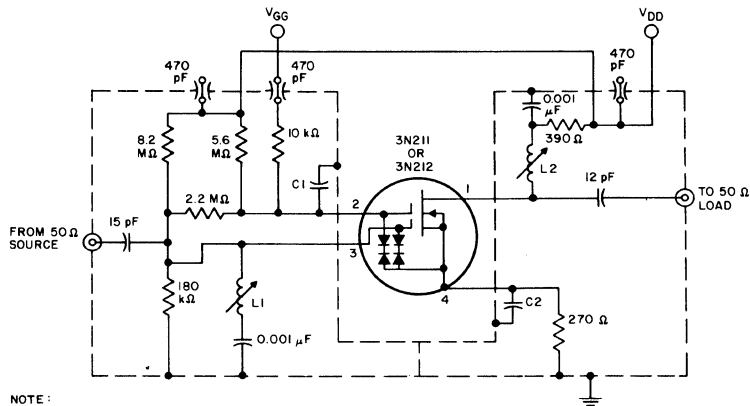 VGG
VDD
470
pF
470
pF
470
pF
0.001
μF
390Ω
8.2
MΩ
5.6
MΩ
10 kΩ
3N211
OR
3N212
L2
C1
1
12 pF
TO 50 Ω
LOAD
2.2 MΩ
2
15 pF
FROM 50Ω
SOURCE
3
180
kΩ
L1
4
C2
270 Ω
0.001 μF
NOTE: